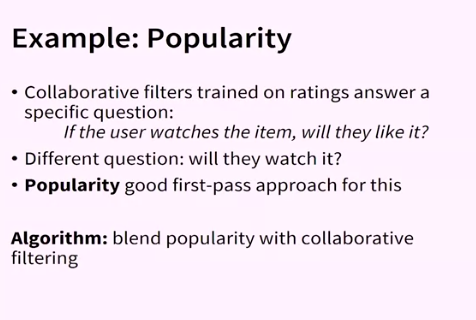 Example: Popularity
• Collaborative filters trained on ratings answer a
specific question:
If the user watches the item, will they like it?
• Different question: will they watch it?
• Popularity good first-pass approach for this
Algorithm: blend popularity with collaborative
filtering